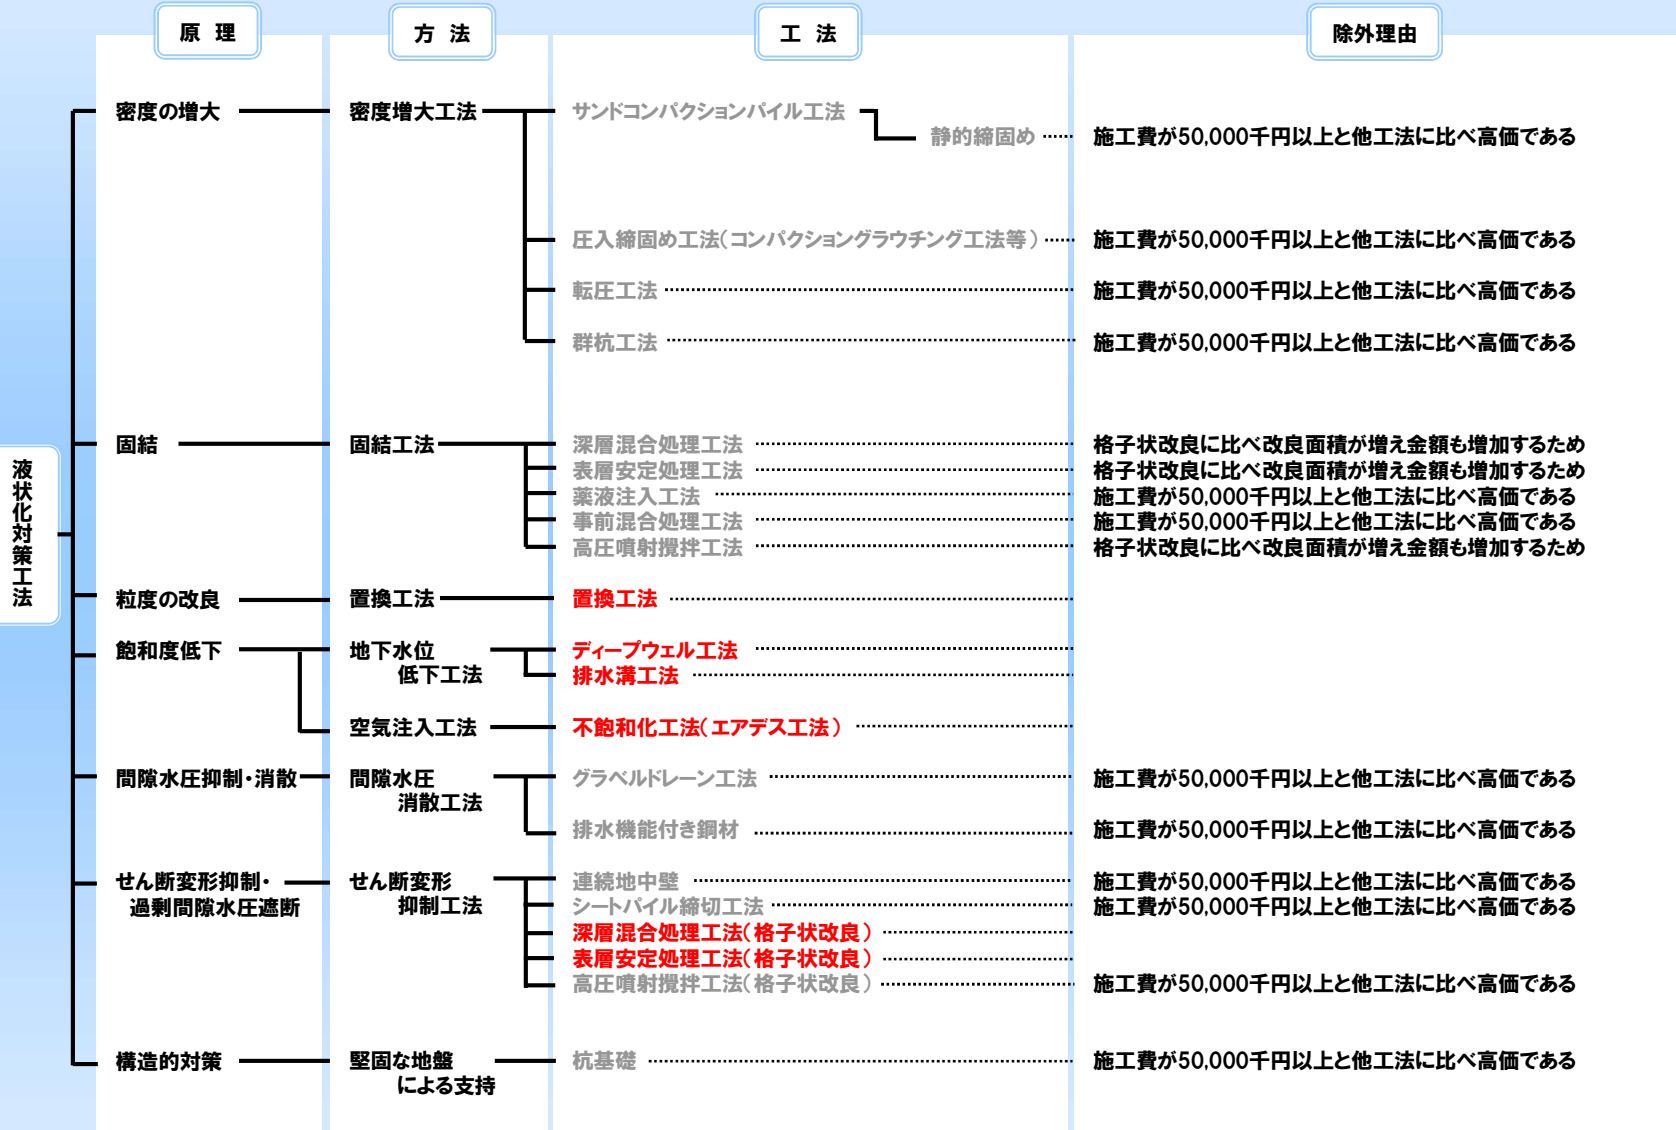 原理
方法
工法
除外理由
液状化対策工法
密度の増大
密度増大工法
サンドコンパクションパイル工法
静的締固め
施工費が50,000千円以上と他工法に比べ高価である
圧入締固め工法(コンパクショングラウチング工法等)
施工費が50,000千円以上と他工法に比べ高価である
転圧工法
施工費が50,000千円以上と他工法に比べ高価である
群杭工法
施工費が50,000千円以上と他工法に比べ高価である
固結
固結工法
深層混合処理工法
格子状改良に比べ改良面積が増え金額も増加するため
表層安定処理工法
格子状改良に比べ改良面積が増え金額も増加するため
薬液注入工法
施工費が50,000千円以上と他工法に比べ高価である
事前混合処理工法
施工費が50,000千円以上と他工法に比べ高価である
高圧噴射攪拌工法
格子状改良に比べ改良面積が増え金額も増加するため
粒度の改良
置換工法
置換工法
飽和度低下
地下水位
低下工法
ディープウェル工法
排水溝工法
空気注入工法
不飽和化工法(エアデス工法)
間隙水圧抑制・消散
間隙水圧
消散工法
グラベルドレーン工法
施工費が50,000千円以上と他工法に比べ高価である
排水機能付き鋼材
施工費が50,000千円以上と他工法に比べ高価である
せん断変形抑制・
過剰間隙水圧遮断
せん断変形
抑制工法
連続地中壁
施工費が50,000千円以上と他工法に比べ高価である
シートパイル締切工法
施工費が50,000千円以上と他工法に比べ高価である
深層混合処理工法(格子状改良)
表層安定処理工法(格子状改良)
高圧噴射攪拌工法(格子状改良)
施工費が50,000千円以上と他工法に比べ高価である
構造的対策
堅固な地盤
による支持
杭基礎
施工費が50,000千円以上と他工法に比べ高価である